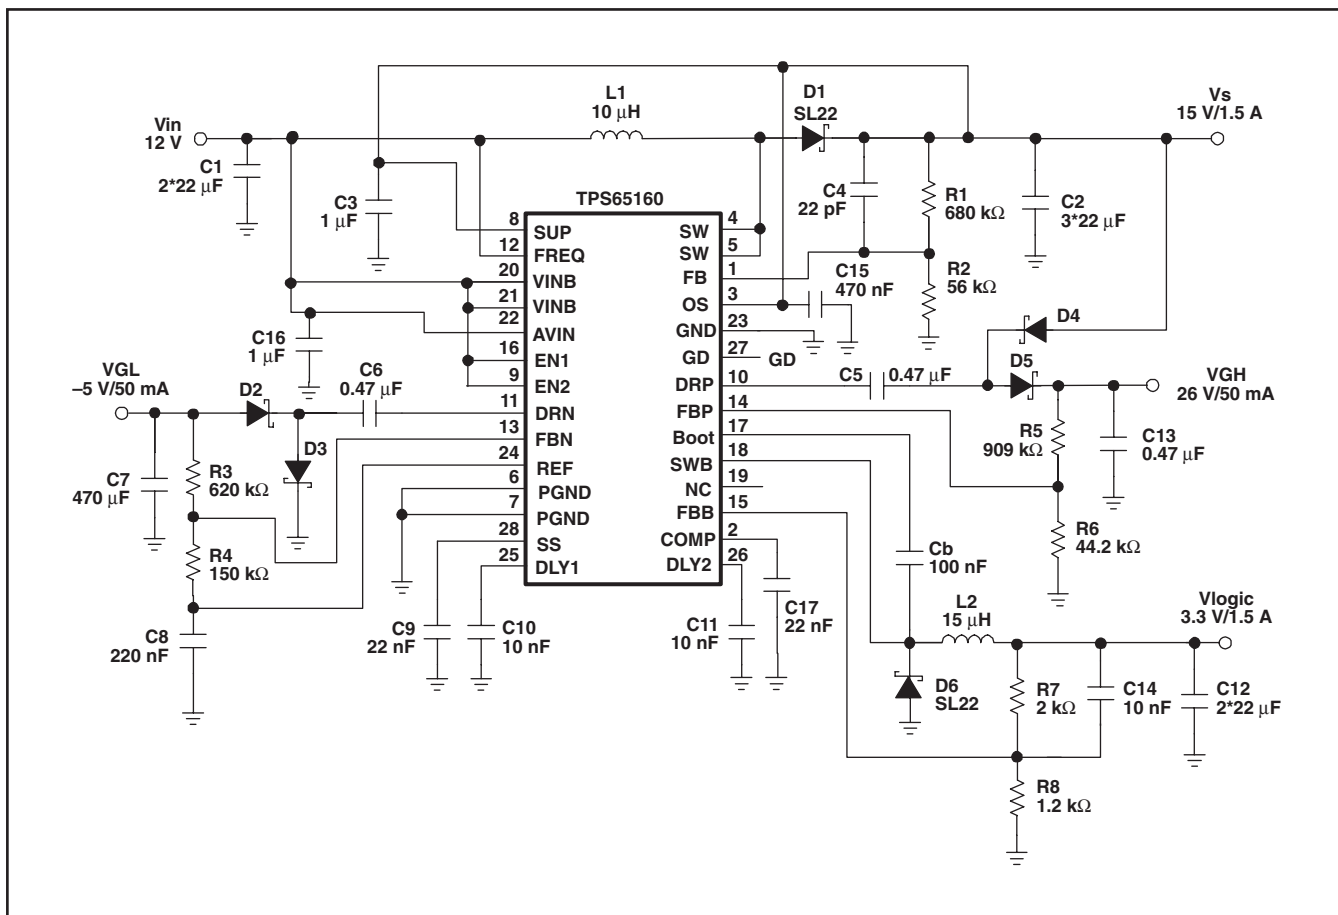 L1
10 μH
D1
SL22
Vs
15 V/1.5 A
Vin
12 V
C1
2*22 μF
C3
1 μF
C4
22 pF
R1
680 kΩ
C2
3*22 μF
TPS65160
8
SUP
12
FREQ
20
VINB
21
VINB
22
AVIN
16
EN1
9
EN2
11
DRN
13
FBN
24
REF
6
PGND
7
PGND
28
SS
25
DLY1
4
SW
5
SW
1
FB
3
OS
23
GND
27
GD
GD
10
DRP
14
FBP
17
Boot
18
SWB
19
NC
15
FBB
2
COMP
26
DLY2
C15
470 nF
R2
56 kΩ
D4
C16
1 μF
VGL
–5 V/50 mA
D2
C6
0.47 μF
D3
C7
470 μF
R3
620 kΩ
R4
150 kΩ
C8
220 nF
C9
22 nF
C10
10 nF
C5
0.47 μF
D5
VGH
26 V/50 mA
R5
909 kΩ
C13
0.47 μF
R6
44.2 kΩ
Cb
100 nF
C11
10 nF
C17
22 nF
L2
15 μH
Vlogic
3.3 V/1.5 A
D6
SL22
R7
2 kΩ
C14
10 nF
C12
2*22 μF
R8
1.2 kΩ